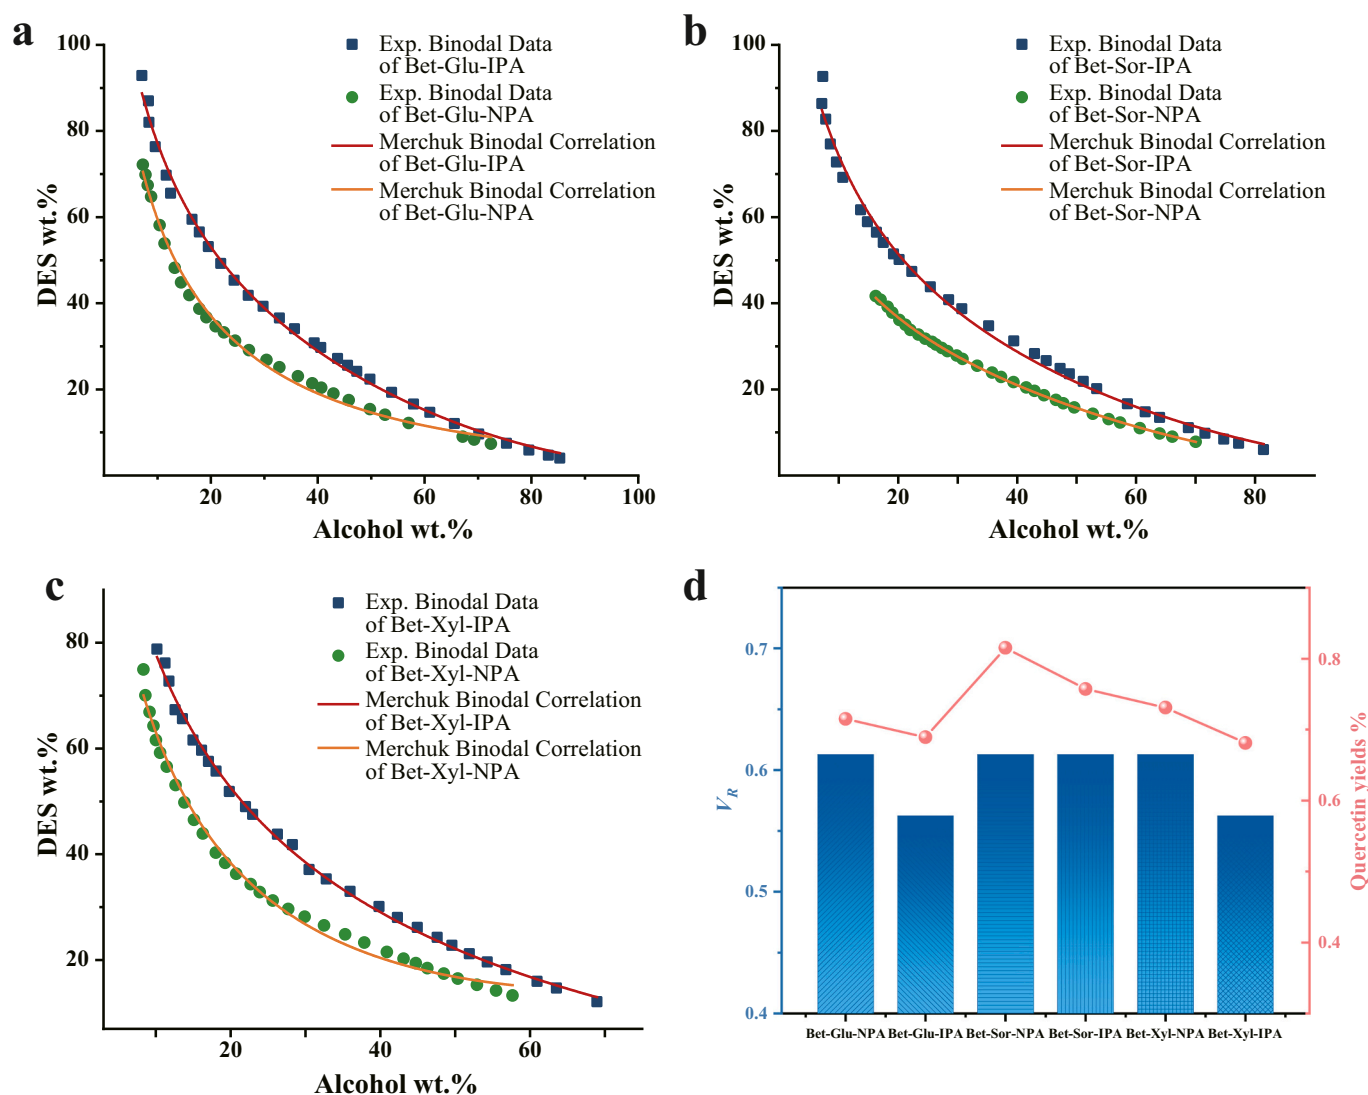 a
100
80
60
40
20
DES wt.%
20
40
60
80
100
Alcohol wt.%
Exp. Binodal Data
of Bet-Glu-IPA
Exp. Binodal Data
of Bet-Glu-NPA
Merchuk Binodal Correlation
of Bet-Glu-IPA
Merchuk Binodal Correlation
of Bet-Glu-NPA
b
100
80
60
40
20
DES wt.%
20
40
60
80
Alcohol wt.%
Exp. Binodal Data
of Bet-Sor-IPA
Exp. Binodal Data
of Bet-Sor-NPA
Merchuk Binodal Correlation
of Bet-Sor-IPA
Merchuk Binodal Correlation
of Bet-Sor-NPA
c
80
60
40
20
DES wt.%
20
40
60
Alcohol wt.%
Exp. Binodal Data
of Bet-Xyl-IPA
Exp. Binodal Data
of Bet-Xyl-NPA
Merchuk Binodal Correlation
of Bet-Xyl-IPA
Merchuk Binodal Correlation
of Bet-Xyl-NPA
d
0.7
0.6
0.5
0.4
V_R
0.8
0.6
0.4
Quercetin yields %
Bet-Glu-NPA Bet-Glu-IPA Bet-Sor-NPA Bet-Sor-IPA Bet-Xyl-NPA Bet-Xyl-IPA